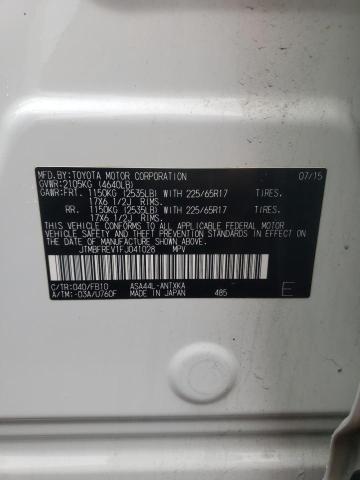 MFD.BY:TOYOTA MOTOR CORPORATION 07/15
GVWR:2105KG (4640LB)
GAWR:FRT. 1150KG (2535LB) WITH 225/65R17 TIRES.
17X6 1/2J RIMS.
RR. 1150KG (2535LB) WITH 225/65R17 TIRES.
17X6 1/2J RIMS.
THIS VEHICLE CONFORMS TO ALL APPLICABLE FEDERAL MOTOR
VEHICLE SAFETY, BUMPER, AND THEFT PREVENTION STANDARDS IN
EFFECT ON THE DATE OF MANUFACTURE SHOWN ABOVE.
JTMBFREV1FJ041028 MPV
C/TR:040/FB10 ASA44L-ANTXKA
A/TM:-03A/U760F MADE IN JAPAN 485 E